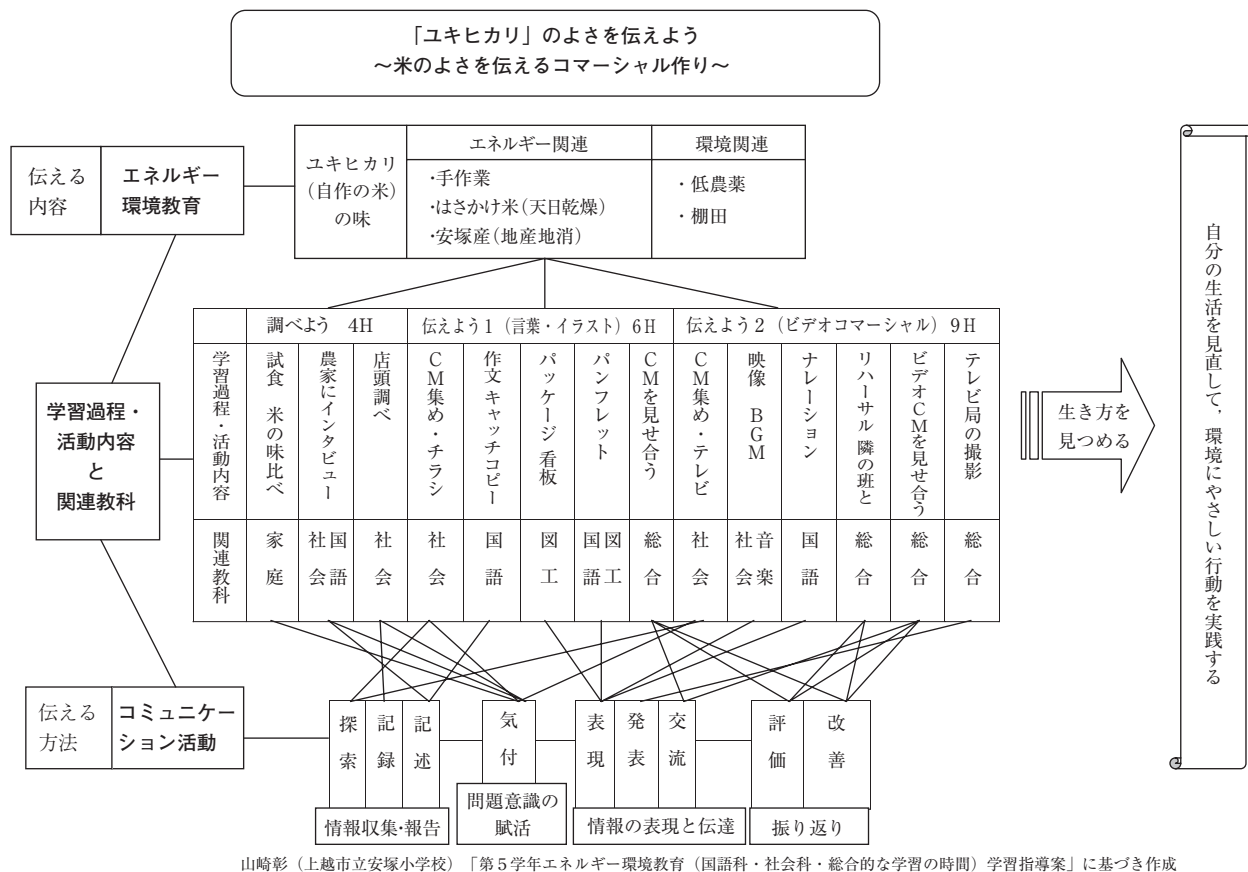 「ユキヒカリ」のよさを伝えよう
～米のよさを伝えるコマーシャル作り～
伝える
内容
エネルギー
環境教育
ユキヒカリ
(自作の米)
の味
エネルギー関連
・手作業
・はさかけ米(天日乾燥)
・安塚産(地産地消)
環境関連
・低農薬
・棚田
学習過程・
活動内容
と
関連教科
調べよう　4H
伝えよう1（言葉・イラスト）6H
伝えよう2（ビデオコマーシャル）9H
学習過程・活動内容
試食　米の味比べ
農家にインタビュー
店頭調べ
CM集め・チラシ
作文 キャッチコピー
パッケージ 看板
パンフレット
CMを見せ合う
CM集め・テレビ
映像　BGM
ナレーション
リハーサル 隣の班と
ビデオCMを見せ合う
テレビ局の撮影
関連教科
家庭
国語
社会
社会
社会
国語
図工
図工
国語
総合
社会
音楽
社会
国語
総合
総合
総合
生き方を
見つめる
自分の生活を見直して，環境にやさしい行動を実践する
伝える
方法
コミュニケー
ション活動
探索
記録
記述
気付
表現
発表
交流
評価
改善
情報収集・報告
問題意識の
賦活
情報の表現と伝達
振り返り
山崎彰（上越市立安塚小学校）「第5学年エネルギー環境教育（国語科・社会科・総合的な学習の時間）学習指導案」に基づき作成